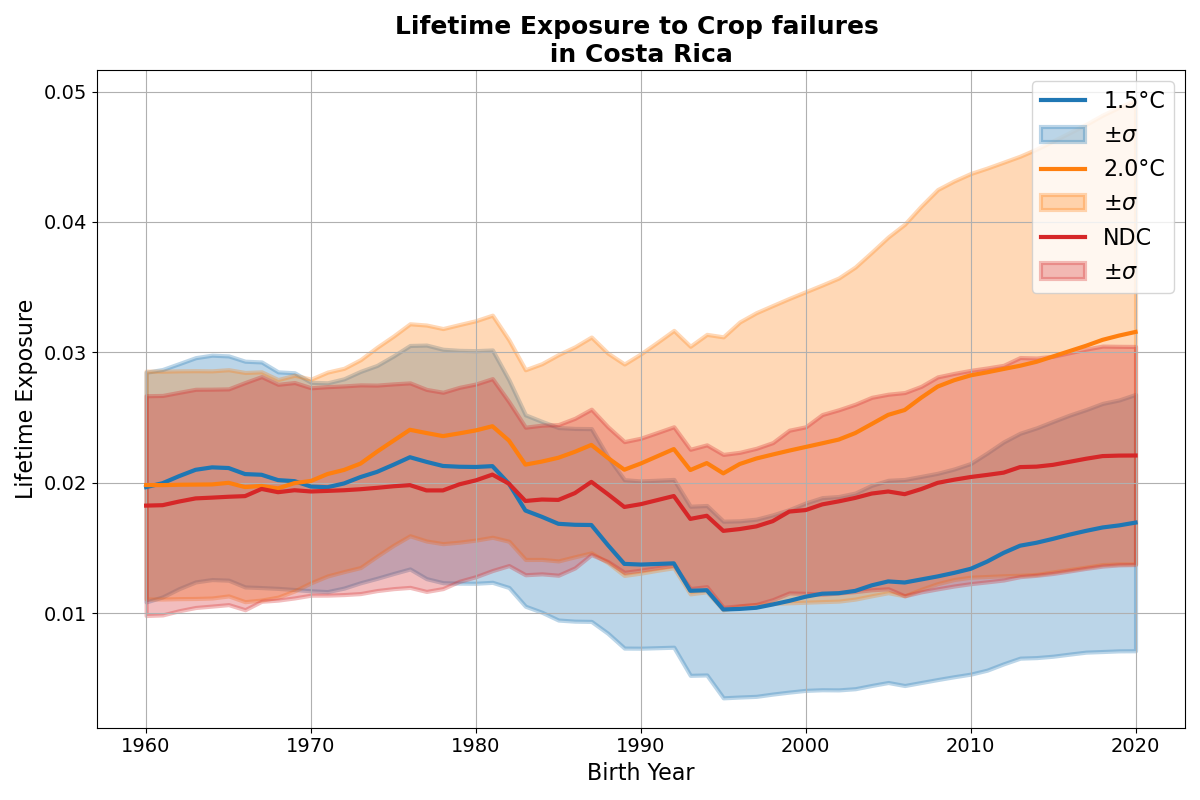 Lifetime Exposure to Crop failures
in Costa Rica
0.05
0.04
0.03
0.02
0.01
Lifetime Exposure
1.5°C
±σ
2.0°C
±σ
NDC
±σ
1960
1970
1980
1990
2000
2010
2020
Birth Year